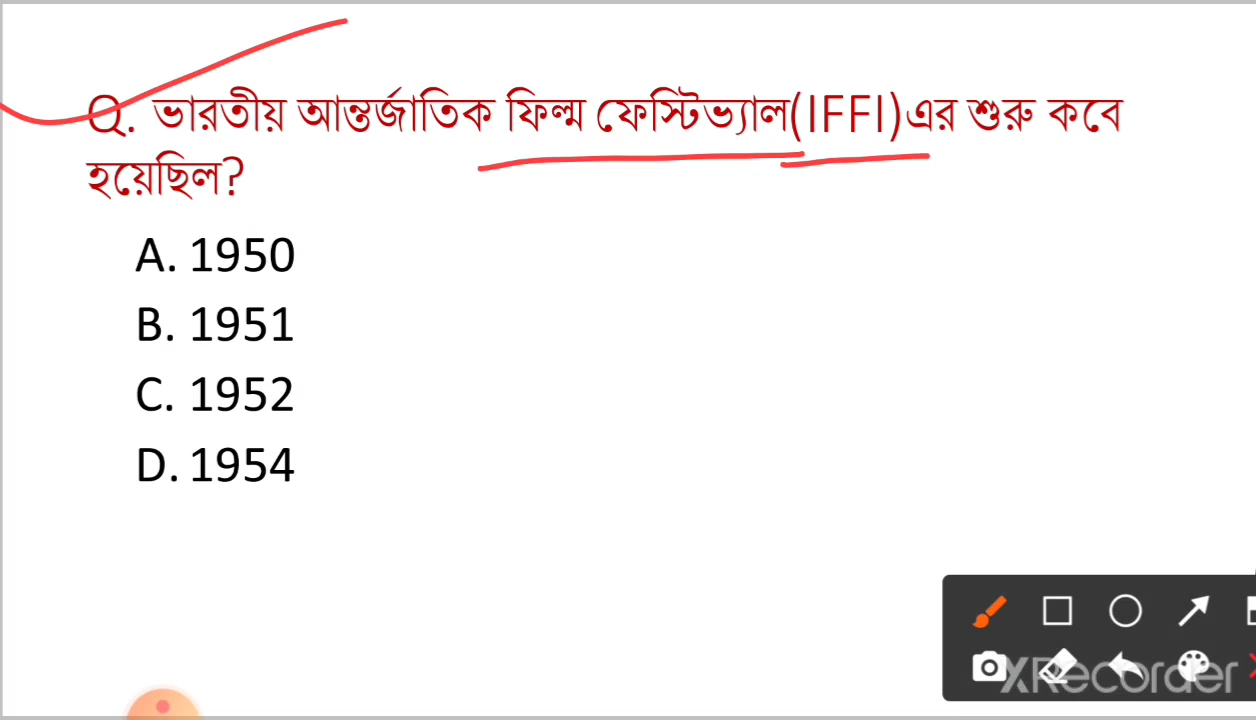 Q. ভারতীয় আন্তর্জাতিক ফিল্ম ফেস্টিভ্যাল(IFFI)এর শুরু কবে
হয়েছিল?
A. 1950
B. 1951
C. 1952
D. 1954
XRecorder